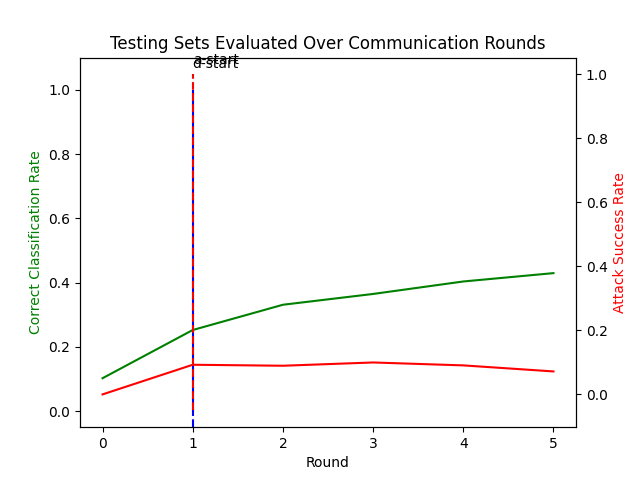 Testing Sets Evaluated Over Communication Rounds
a-start
d-start
1.0
0.8
0.6
0.4
0.2
0.0
Correct Classification Rate
1.0
0.8
0.6
0.4
0.2
0.0
Attack Success Rate
0 1 2 3 4 5
Round